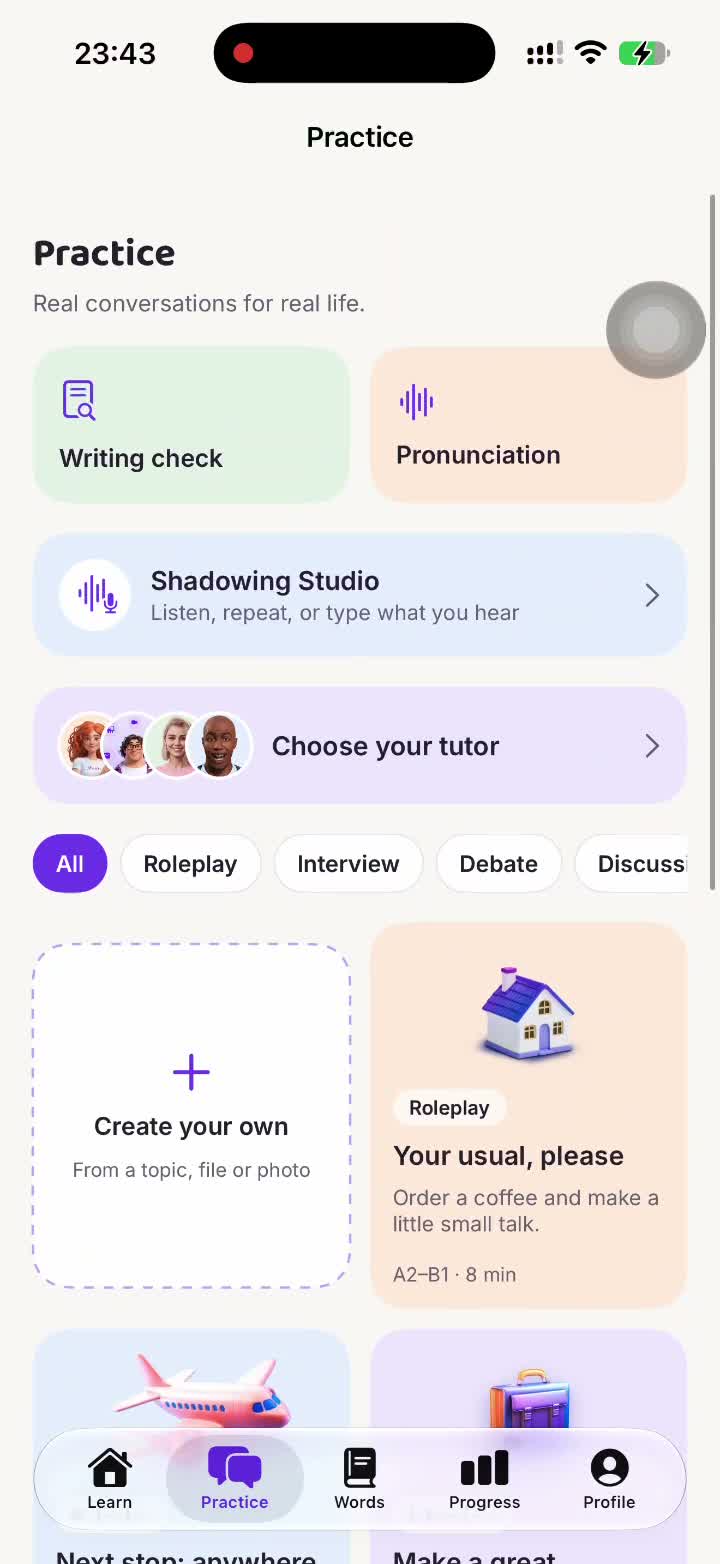 23:43
Practice
Practice
Real conversations for real life.
Writing check
Pronunciation
Shadowing Studio
Listen, repeat, or type what you hear
Choose your tutor
All
Roleplay
Interview
Debate
Discussi
Create your own
From a topic, file or photo
Roleplay
Your usual, please
Order a coffee and make a
little small talk.
A2–B1 · 8 min
Next stop: anywhere
Make a great
Learn
Practice
Words
Progress
Profile